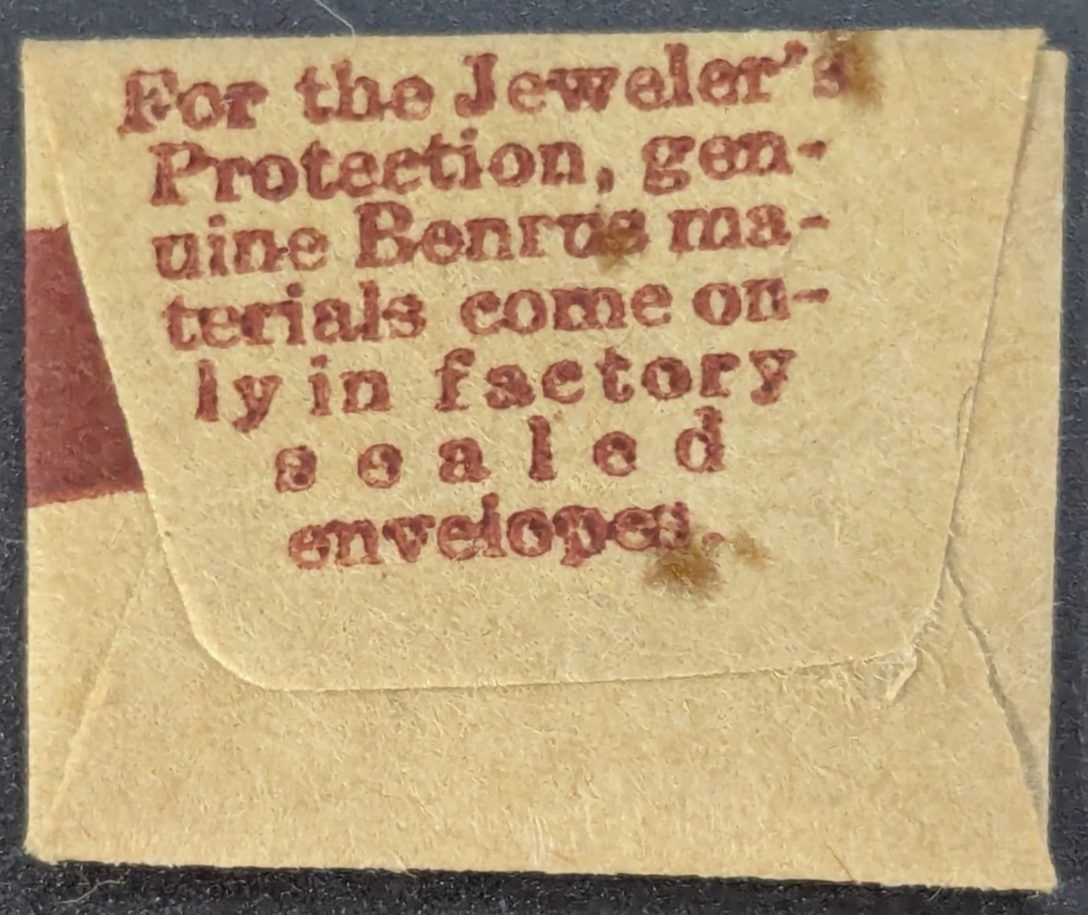 For the Jeweler's
Protection, gen-
uine Benrus ma-
terials come on-
ly in factory
sealed
envelopes.